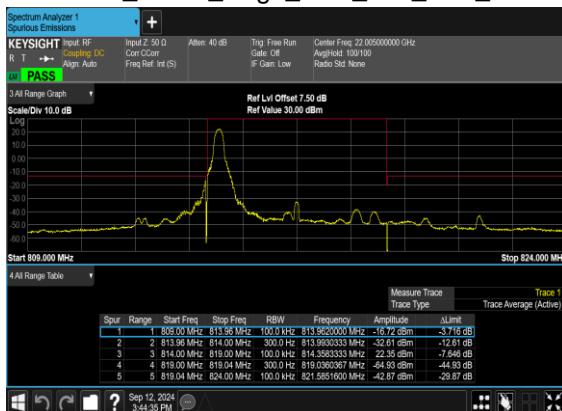 Spectrum Analyzer 1
Spurious Emissions
KEYSIGHT Input: RF Input Z: 50 Ω Atten: 40 dB Trig: Free Run Center Freq: 22.005000000 GHz
R T Coupling: DC Corr CCorr Gate: Off Avg|Hold: 100/100
Align: Auto Freq Ref: Int (S) IF Gain: Low Radio Std: None
PASS
3 All Range Graph
Ref Lvl Offset 7.50 dB
Scale/Div 10.0 dB Ref Value 30.00 dBm
Log
20.0
10.0
0.00
-10.0
-20.0
-30.0
-40.0
-50.0
-60.0
Start 809.000 MHz Stop 824.000 MH
4 All Range Table
Measure Trace Trace 1
Trace Type Trace Average (Active)
Spur Range Start Freq Stop Freq RBW Frequency Amplitude ΔLimit
1 1 809.00 MHz 813.96 MHz 100.0 kHz 813.9620000 MHz -16.72 dBm -3.716 dB
2 2 813.96 MHz 814.00 MHz 300.0 Hz 813.9930333 MHz -32.61 dBm -12.61 dB
3 3 814.00 MHz 819.00 MHz 100.0 kHz 814.3583333 MHz 22.35 dBm -7.646 dB
4 4 819.00 MHz 819.04 MHz 300.0 Hz 819.0360367 MHz -64.93 dBm -44.93 dB
5 5 819.04 MHz 824.00 MHz 100.0 kHz 821.5851600 MHz -42.87 dBm -29.87 dB
Sep 12, 2024
3:44:35 PM